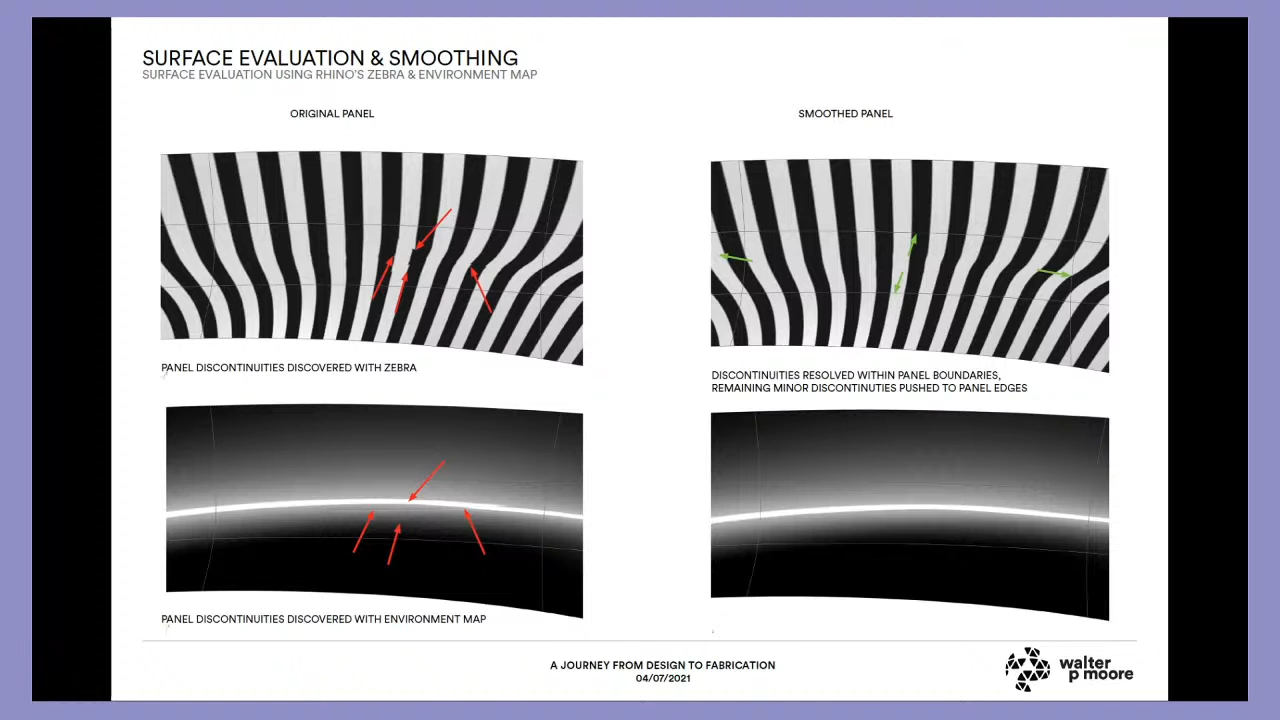 SURFACE EVALUATION & SMOOTHING
SURFACE EVALUATION USING RHINO'S ZEBRA & ENVIRONMENT MAP
ORIGINAL PANEL
SMOOTHED PANEL
PANEL DISCONTINUITIES DISCOVERED WITH ZEBRA
DISCONTINUITIES RESOLVED WITHIN PANEL BOUNDARIES,
REMAINING MINOR DISCONTINUTIES PUSHED TO PANEL EDGES
PANEL DISCONTINUITIES DISCOVERED WITH ENVIRONMENT MAP
A JOURNEY FROM DESIGN TO FABRICATION
04/07/2021
walter
p moore